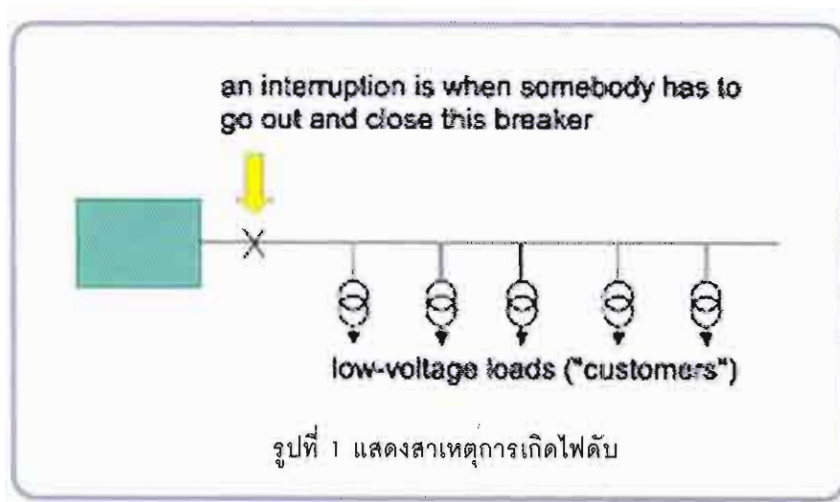 an interruption is when somebody has to
go out and close this breaker
low-voltage loads ("customers")
รูปที่ 1 แสดงสาเหตุการเกิดไฟดับ